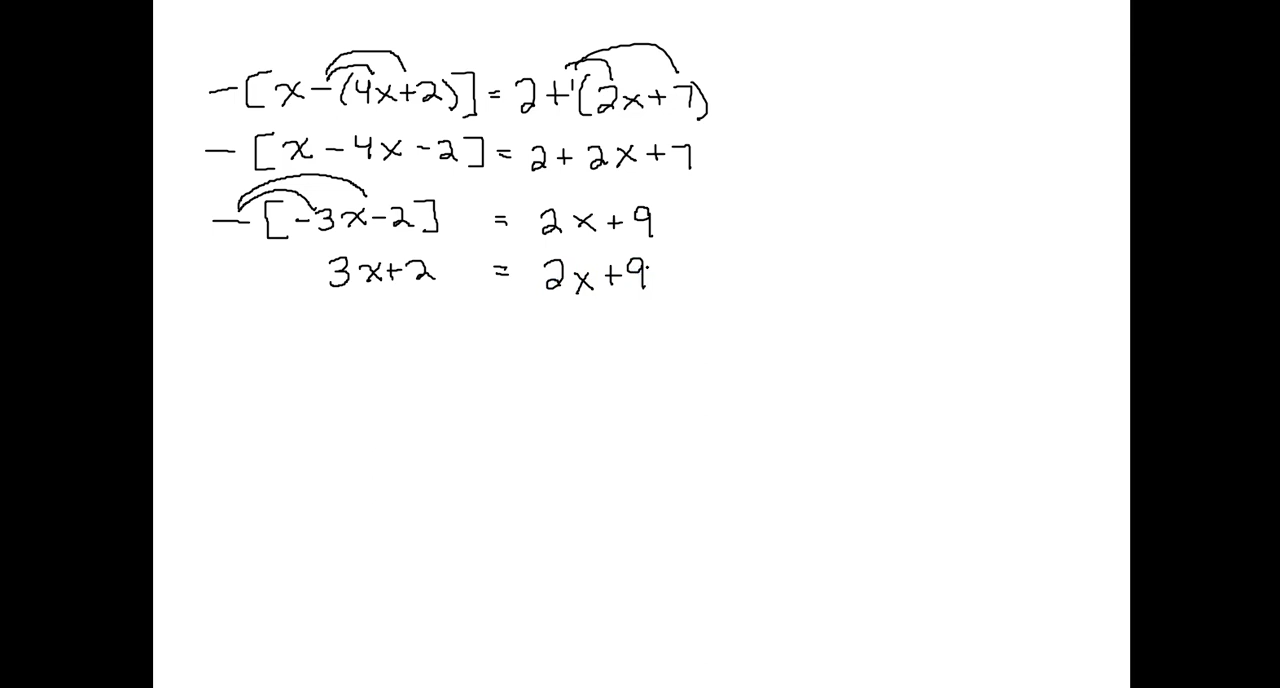 -[x-(4x+2)]=2+1(2x+7)
-[x-4x-2]=2+2x+7
-[-3x-2] = 2x+9
3x+2 = 2x+9